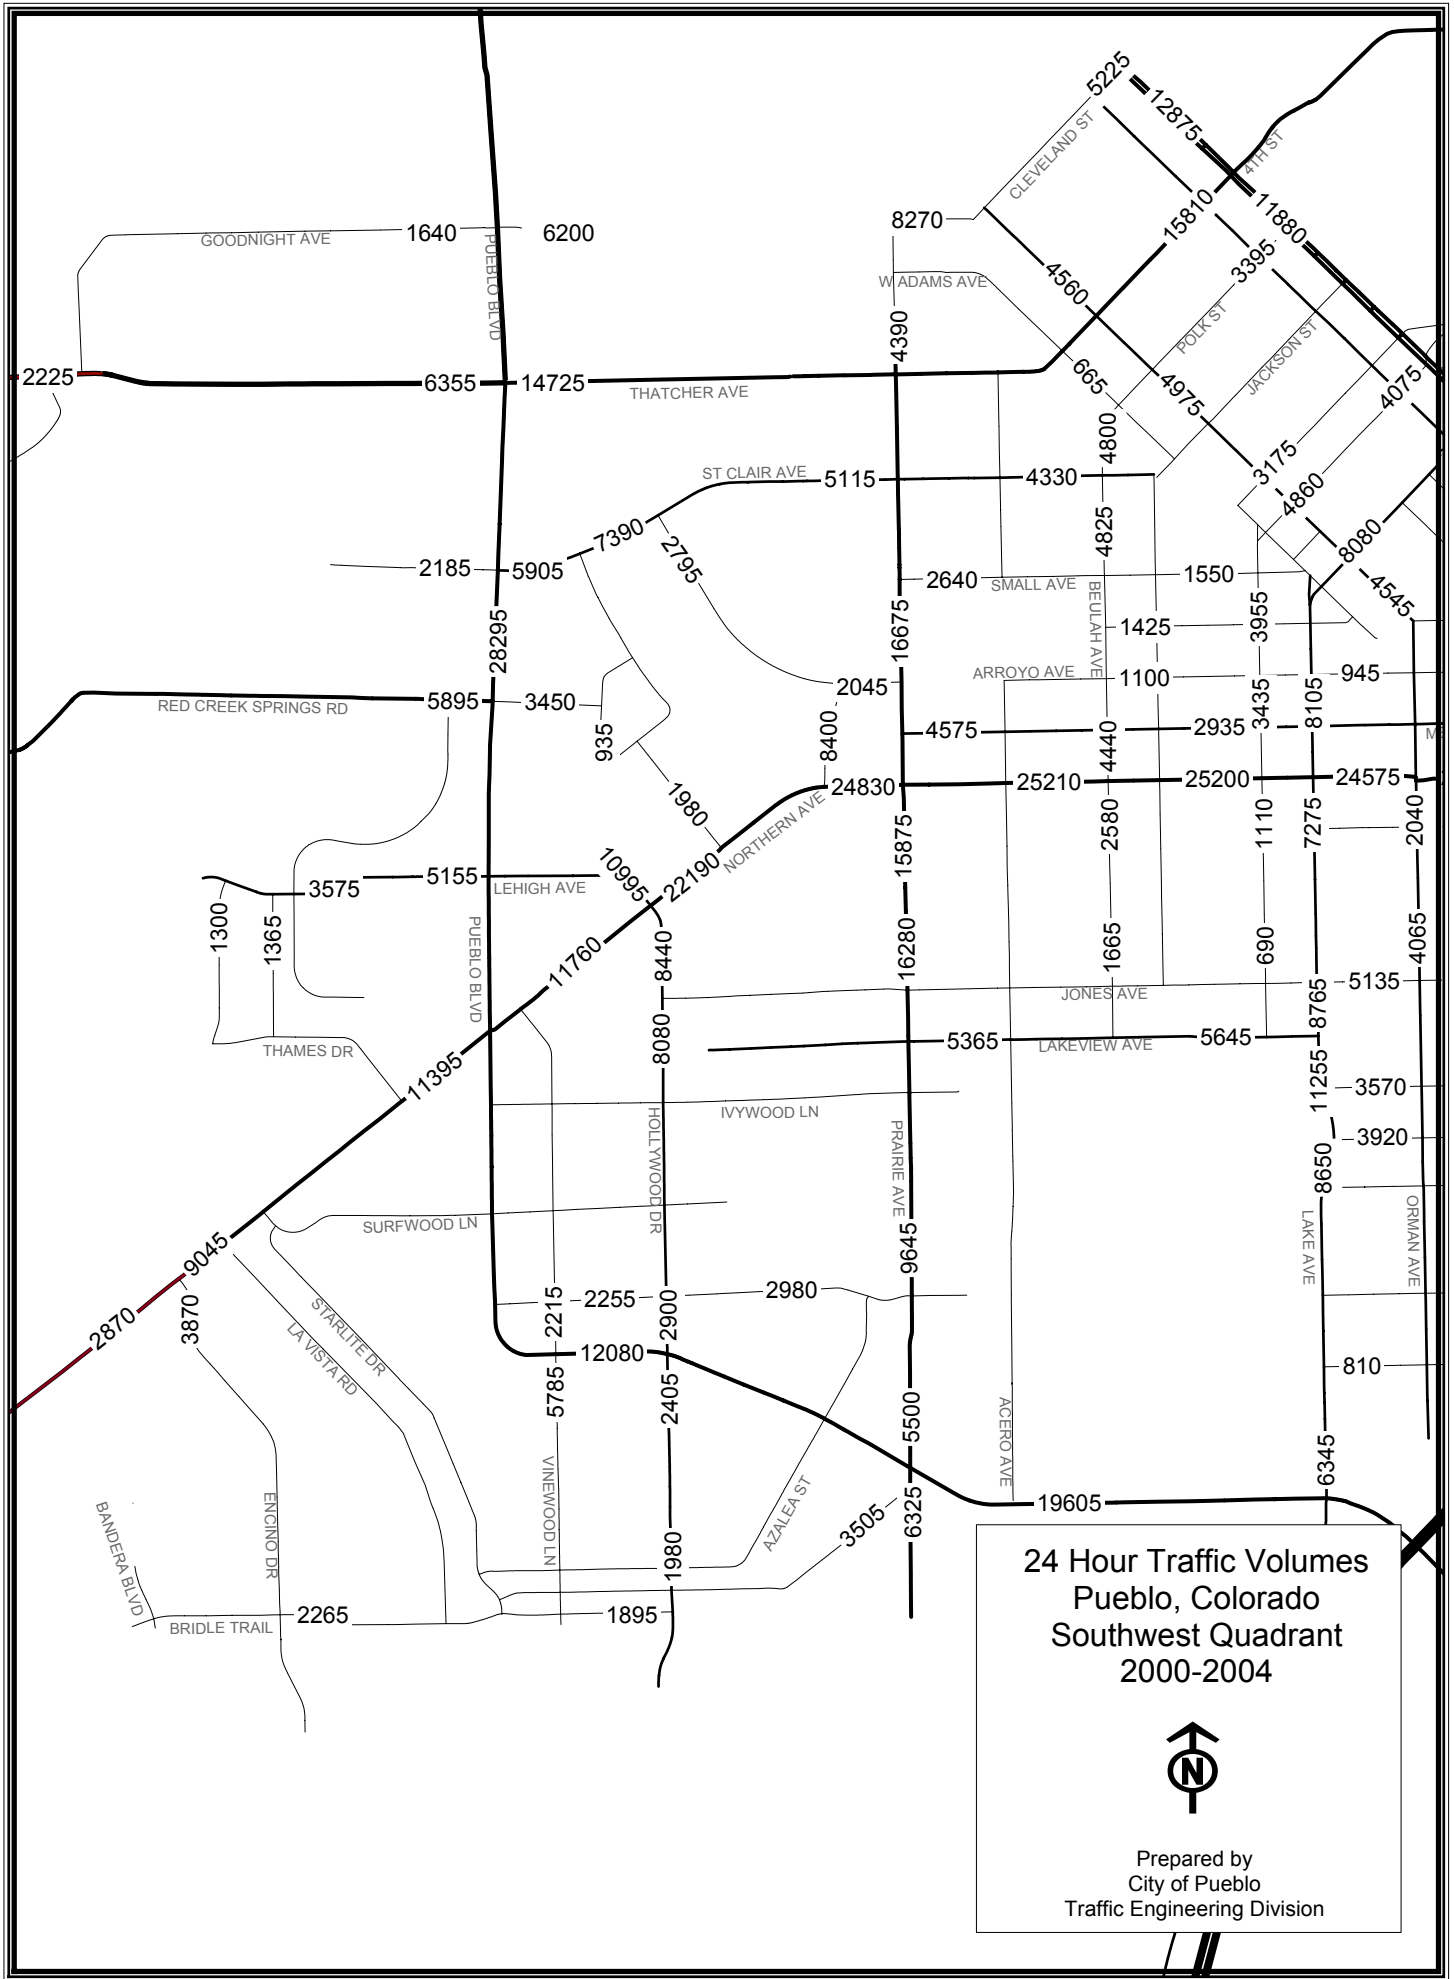 5225
12875
CLEVELAND ST
4TH ST
15810
11880
8270
GOODNIGHT AVE
1640
6200
PUEBLO BLVD
3395
4560
W ADAMS AVE
4390
POLK ST
JACKSON ST
2225
6355
14725
THATCHER AVE
665
4975
4075
4800
ST CLAIR AVE
5115
4330
3175
4860
7390
2795
4825
8080
2185
5905
2640
SMALL AVE
1550
4545
28295
16675
BEULAH AVE
1425
3955
ARROYO AVE
1100
945
2045
5895
3450
RED CREEK SPRINGS RD
935
8400
3435
8105
4575
4440
2935
M
24830
25210
25200
24575
1980
NORTHERN AVE
15875
2580
1110
7275
2040
10995
22190
5155
LEHIGH AVE
3575
1300
1365
PUEBLO BLVD
11760
8440
16280
1665
690
4065
5135
JONES AVE
8765
8080
5365
LAKEVIEW AVE
5645
THAMES DR
11395
11255
3570
IVYWOOD LN
HOLLYWOOD DR
PRAIRIE AVE
3920
8650
SURFWOOD LN
9645
LAKE AVE
ORMAN AVE
9045
2870
3870
2215
2255
2900
2980
STARLITE DR
LA VISTA RD
12080
810
5785
2405
5500
ACERO AVE
6345
VINEWOOD LN
AZALEA ST
3505
6325
19605
BANDERA BLVD
ENCINO DR
1980
2265
1895
BRIDLE TRAIL
24 Hour Traffic Volumes
Pueblo, Colorado
Southwest Quadrant
2000-2004
N
Prepared by
City of Pueblo
Traffic Engineering Division